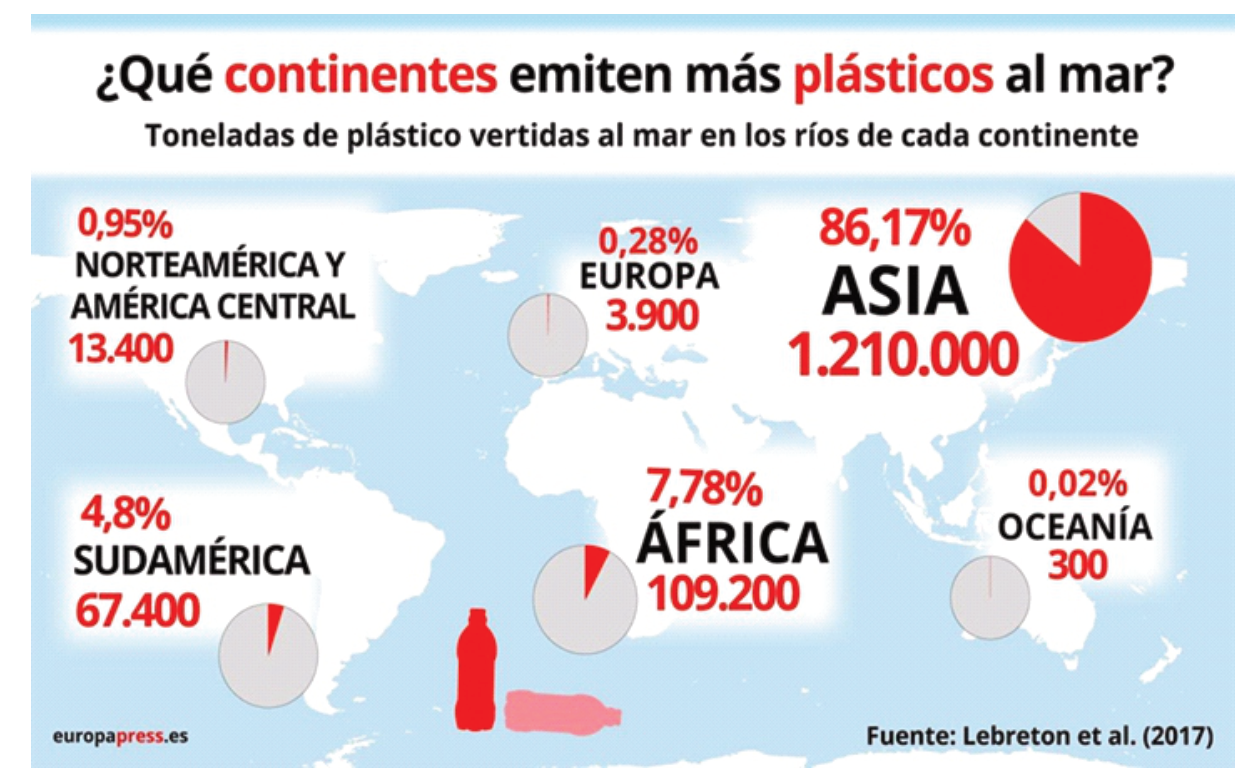 ¿Qué continentes emiten más plásticos al mar?
Toneladas de plástico vertidas al mar en los ríos de cada continente
0,95%
NORTEAMÉRICA Y
AMÉRICA CENTRAL
13.400
0,28%
EUROPA
3.900
86,17%
ASIA
1.210.000
4,8%
SUDAMÉRICA
67.400
7,78%
ÁFRICA
109.200
0,02%
OCEANÍA
300
europapress.es
Fuente: Lebreton et al. (2017)